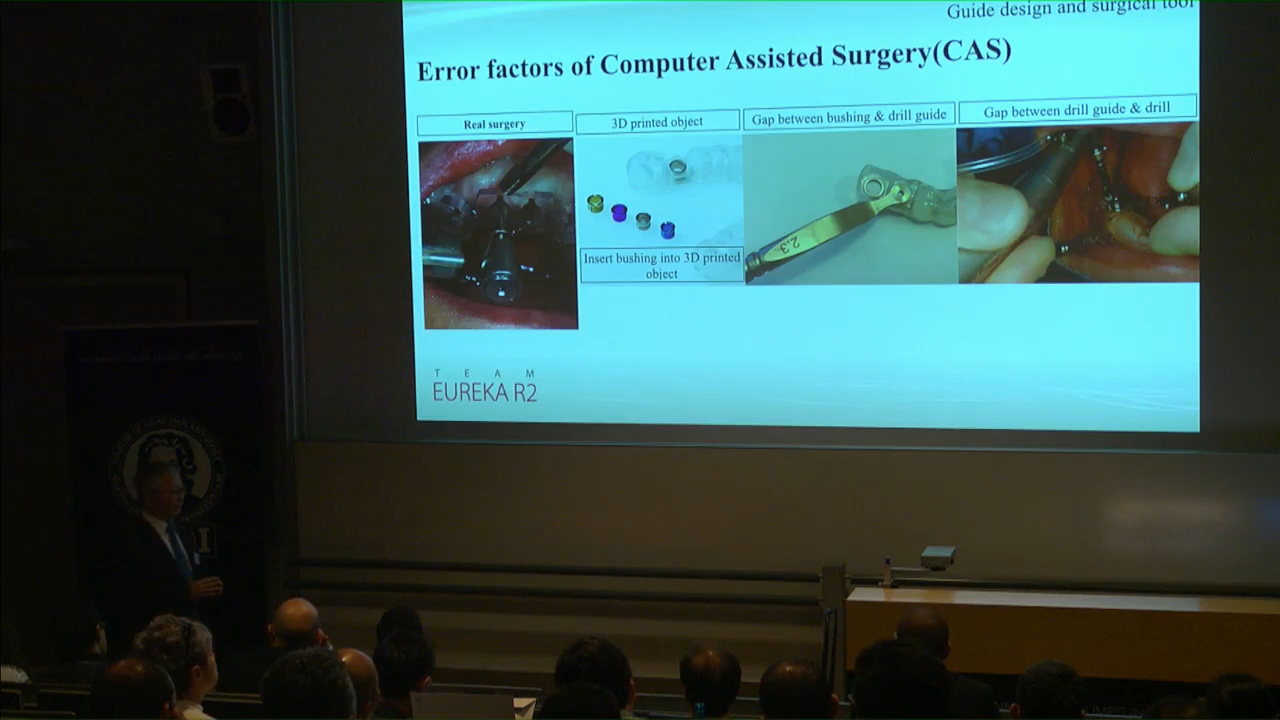 Guide design and surgical tool
Error factors of Computer Assisted Surgery(CAS)
Real surgery
3D printed object
Gap between bushing & drill guide
Gap between drill guide & drill
Insert bushing into 3D printed
object
2.3
T E A M
EUREKA R2